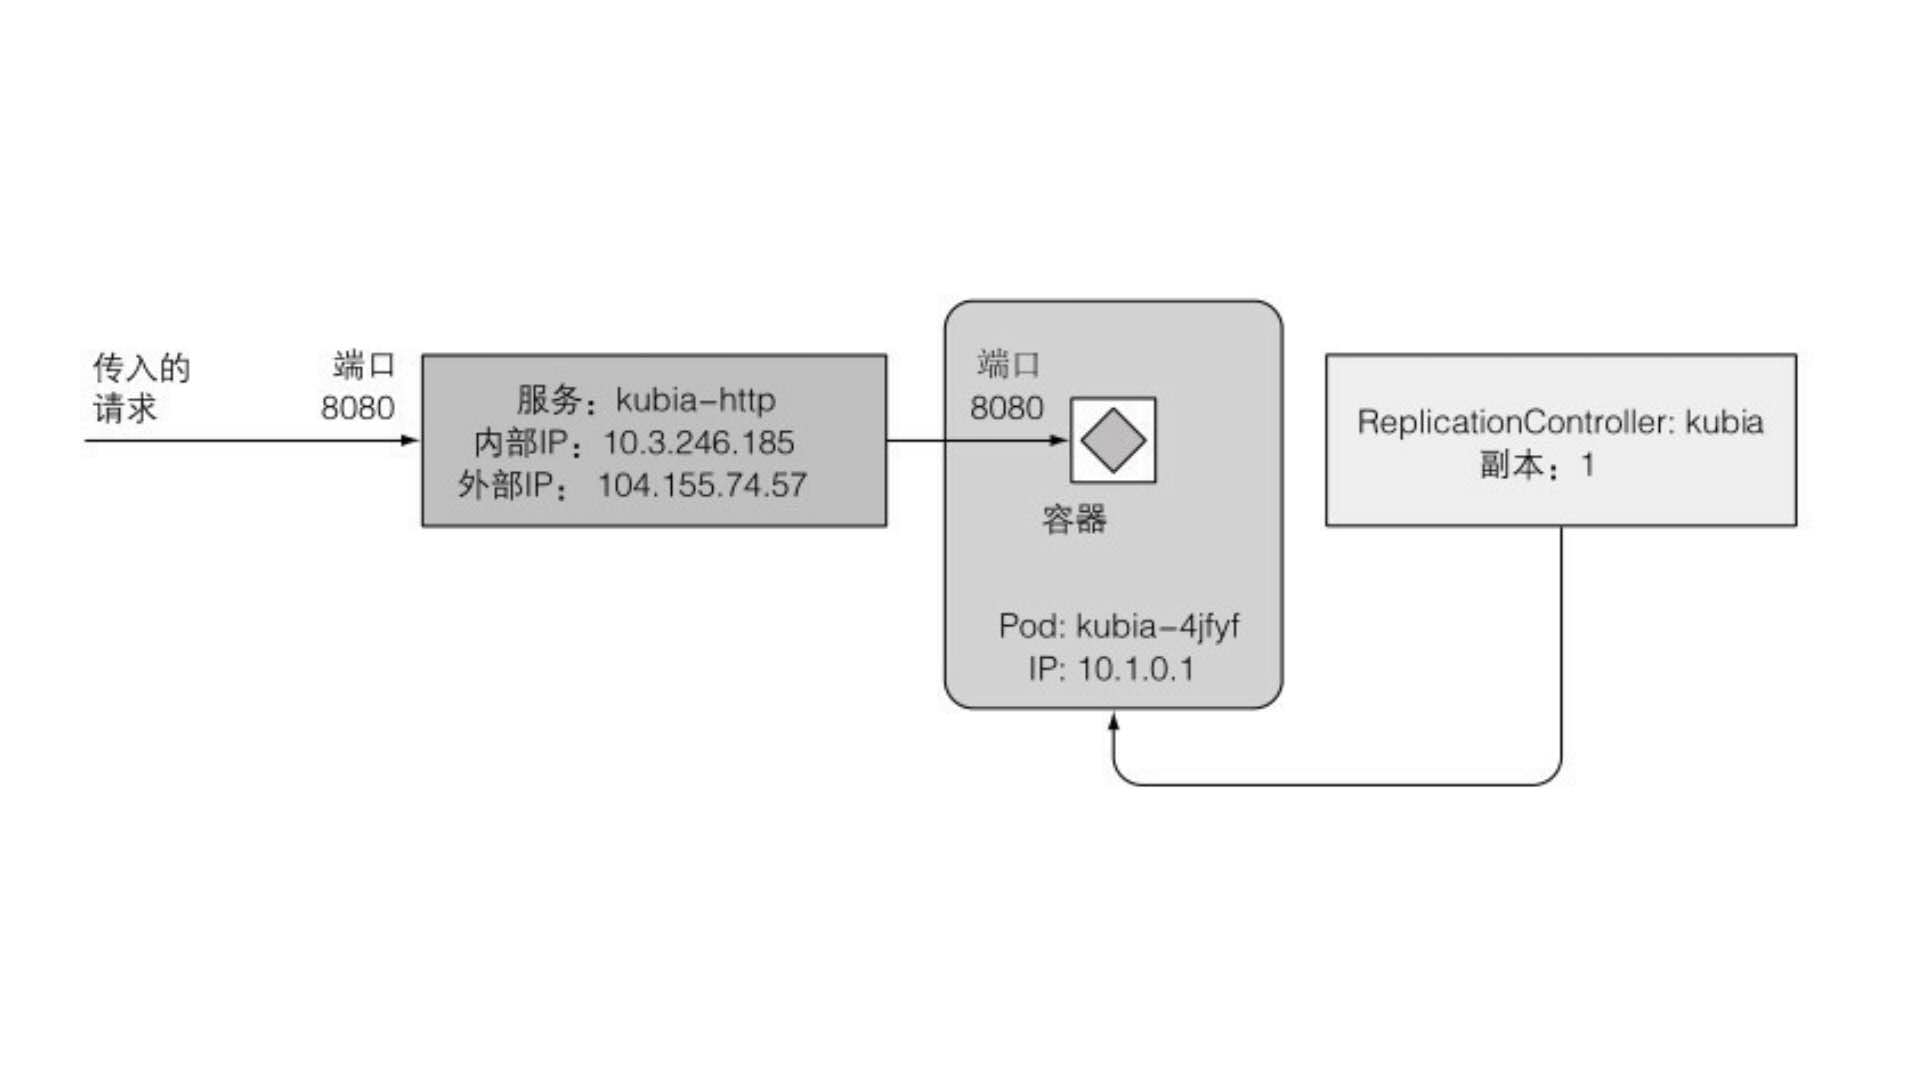 传入的
请求
端口
8080
服务：kubia-http
内部IP：10.3.246.185
外部IP： 104.155.74.57
端口
8080
容器
Pod: kubia-4jfyf
IP: 10.1.0.1
ReplicationController: kubia
副本：1